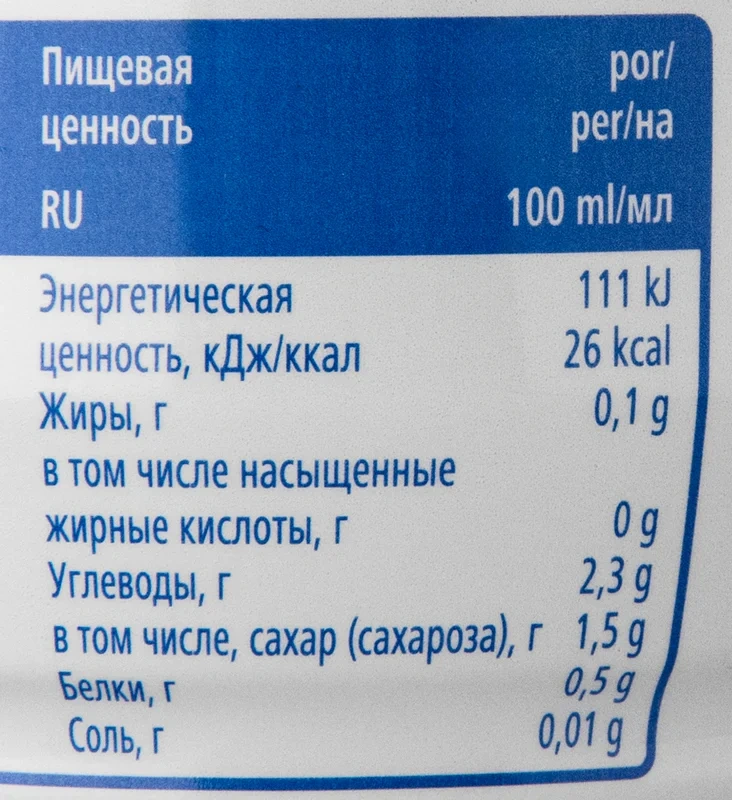 Пищевая por/
ценность per/на
RU 100 ml/мл
Энергетическая 111 kJ
ценность, кДж/ккал 26 kcal
Жиры, г 0,1 g
в том числе насыщенные
жирные кислоты, г 0 g
Углеводы, г 2,3 g
в том числе, сахар (сахароза), г 1,5 g
Белки, г 0,5 g
Соль, г 0,01 g